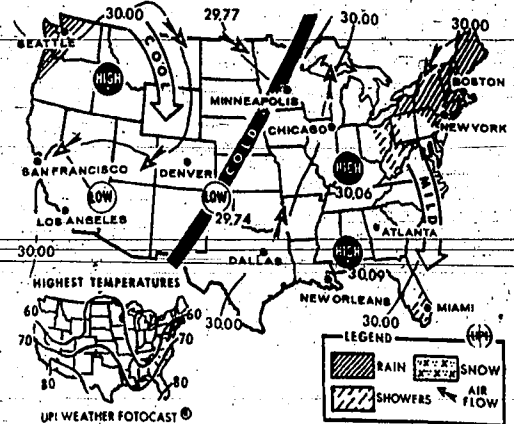 30.00
29.77
30.00
30.00
SEATTLE
COOL
HIGH
BOSTON
MINNEAPOLIS
NEW YORK
CHICAGO
COLD
SAN FRANCISCO
DENVER
HIGH
30.06
MILD
LOW
LOW
29.74
LOS ANGELES
ATLANTA
30.00
DALLAS
HIGH
30.09
HIGHEST TEMPERATURES
NEW ORLEANS
30.00
30.00
MIAMI
60
60
70
70
80
80
LEGEND
UPI
RAIN
SNOW
SHOWERS
AIR FLOW
UPI WEATHER FOTOCAST ®